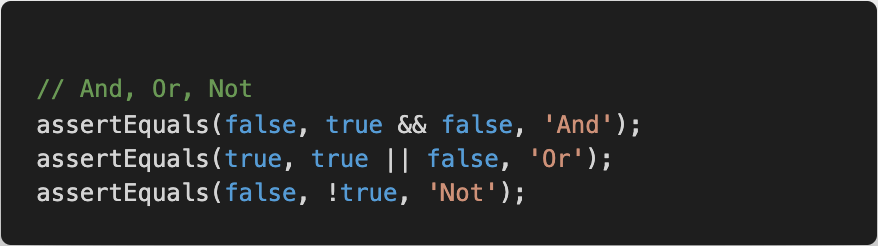 // And, Or, Not
assertEquals(false, true && false, 'And');
assertEquals(true, true || false, 'Or');
assertEquals(false, !true, 'Not');